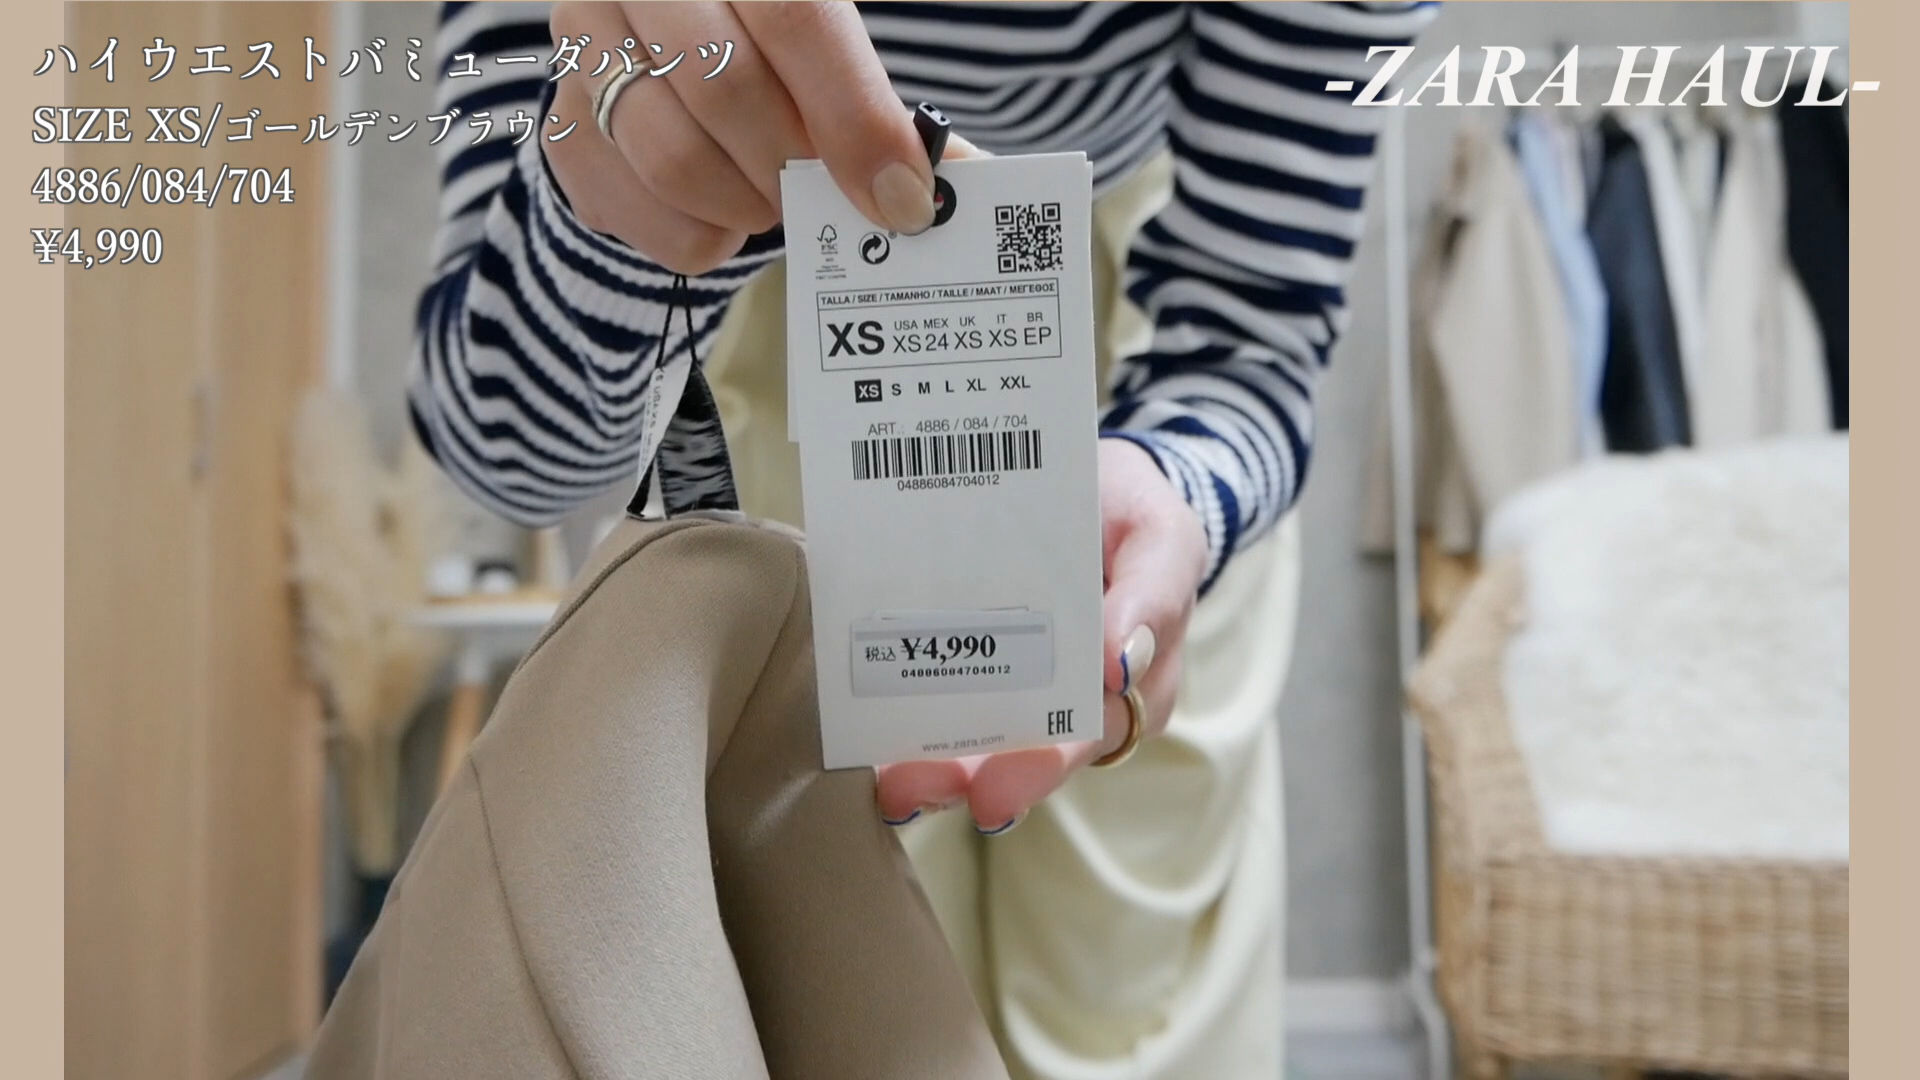 ハイウエストバミューダパンツ
SIZE XS/ゴールデンブラウン
4886/084/704
¥4,990
-ZARA HAUL-
FSC
TALLA / SIZE / TAMANHO / TAILLE / MAAT / ΜΕΓΕΘΟΣ
XS
USA MEX UK IT BR
XS 24 XS XS EP
XS S M L XL XXL
ART.: 4886 / 084 / 704
04886084704012
税込 ¥4,990
04886084704012
EAC
www.zara.com